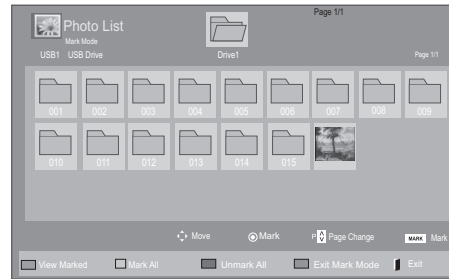 Page 1/1
Photo List
Mark Mode
USB1 USB Drive Drive1 Page 1/1
001 002 003 004 005 006 007 008 009
010 011 012 013 014 015
Move Mark P Page Change MARK Mark
View Marked Mark All Unmark All Exit Mark Mode Exit